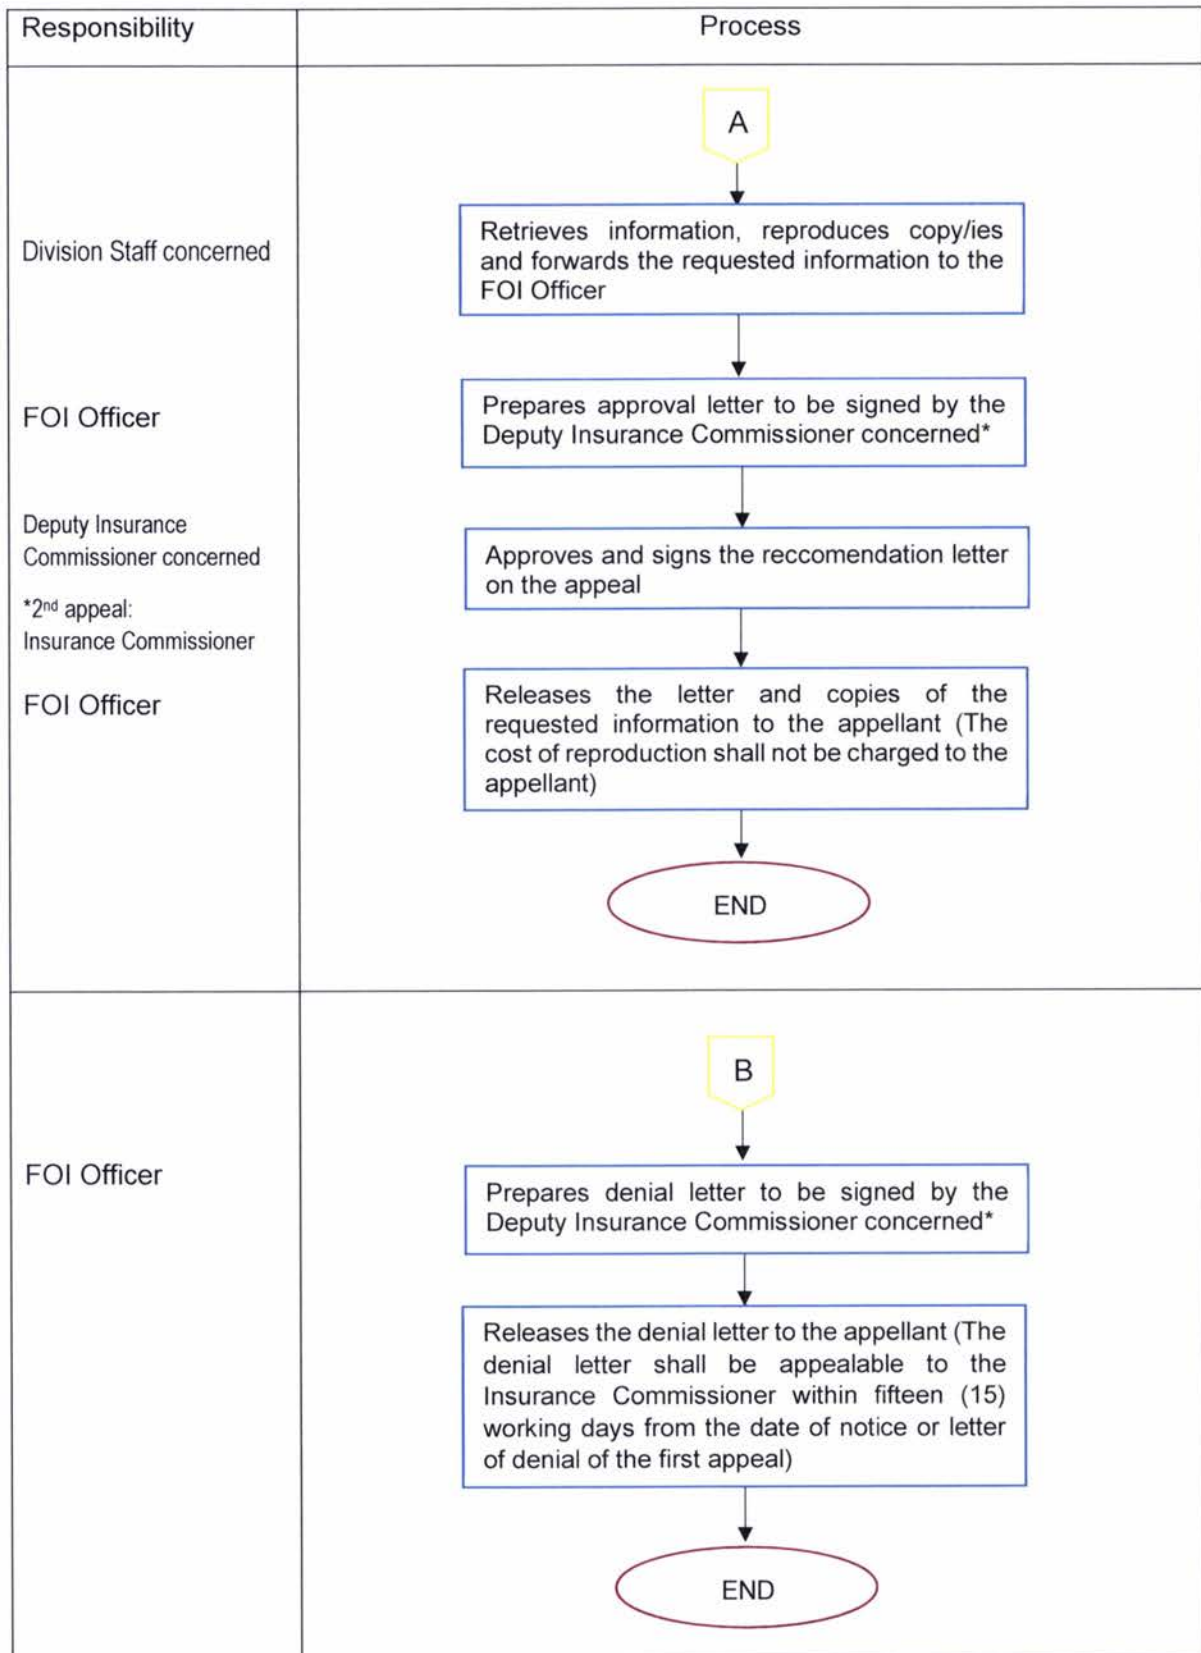 Responsibility
Process
A
Division Staff concerned
Retrieves information, reproduces copy/ies
and forwards the requested information to the
FOI Officer
FOI Officer
Prepares approval letter to be signed by the
Deputy Insurance Commissioner concerned*
Deputy Insurance
Commissioner concerned
*2nd appeal:
Insurance Commissioner
Approves and signs the reccomendation letter
on the appeal
FOI Officer
Releases the letter and copies of the
requested information to the appellant (The
cost of reproduction shall not be charged to the
appellant)
END
B
FOI Officer
Prepares denial letter to be signed by the
Deputy Insurance Commissioner concerned*
Releases the denial letter to the appellant (The
denial letter shall be appealable to the
Insurance Commissioner within fifteen (15)
working days from the date of notice or letter
of denial of the first appeal)
END